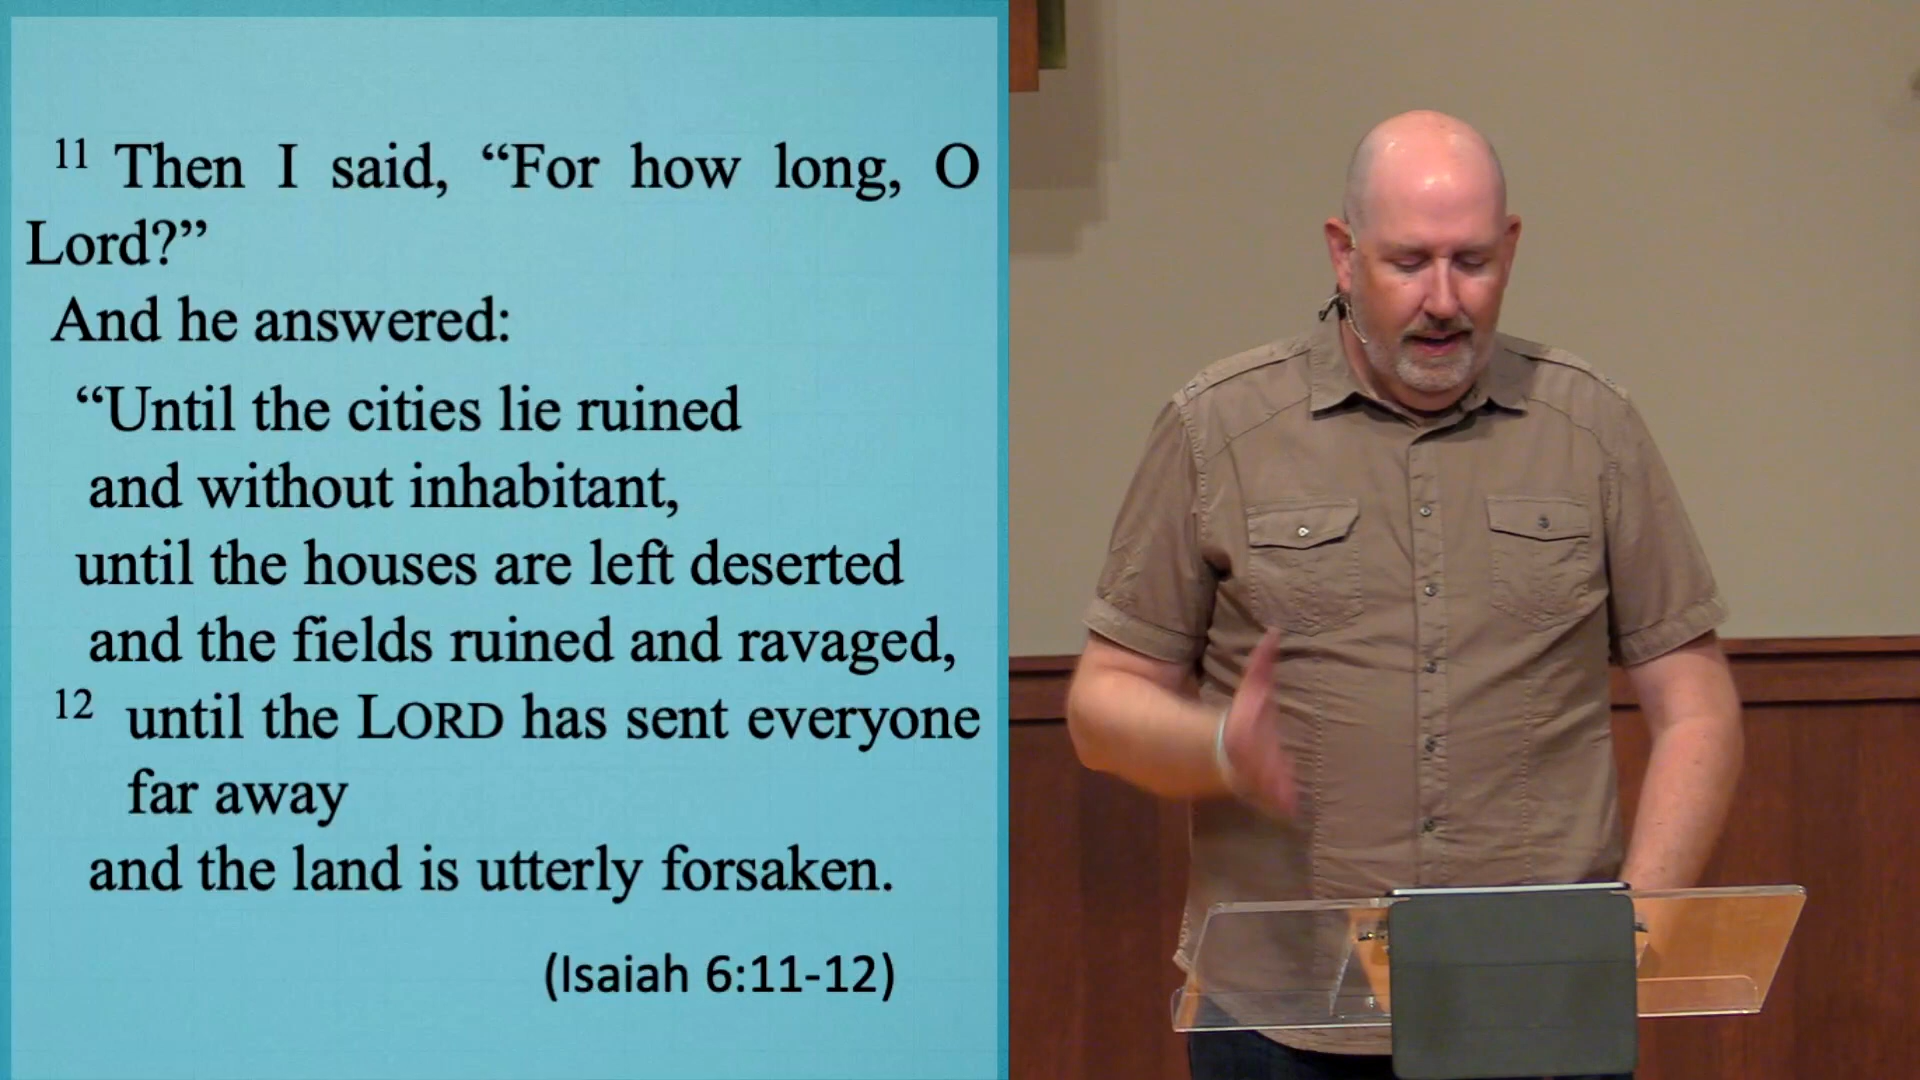 11 Then I said, “For how long, O
Lord?”
And he answered:
“Until the cities lie ruined
and without inhabitant,
until the houses are left deserted
and the fields ruined and ravaged,
12 until the LORD has sent everyone
far away
and the land is utterly forsaken.
(Isaiah 6:11-12)